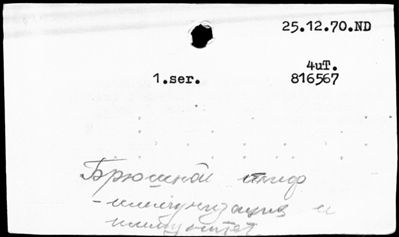 25.12.70.ND
4uT.
1.ser. 816567
Брюшной тиф
-иммунизация и
иммунитет